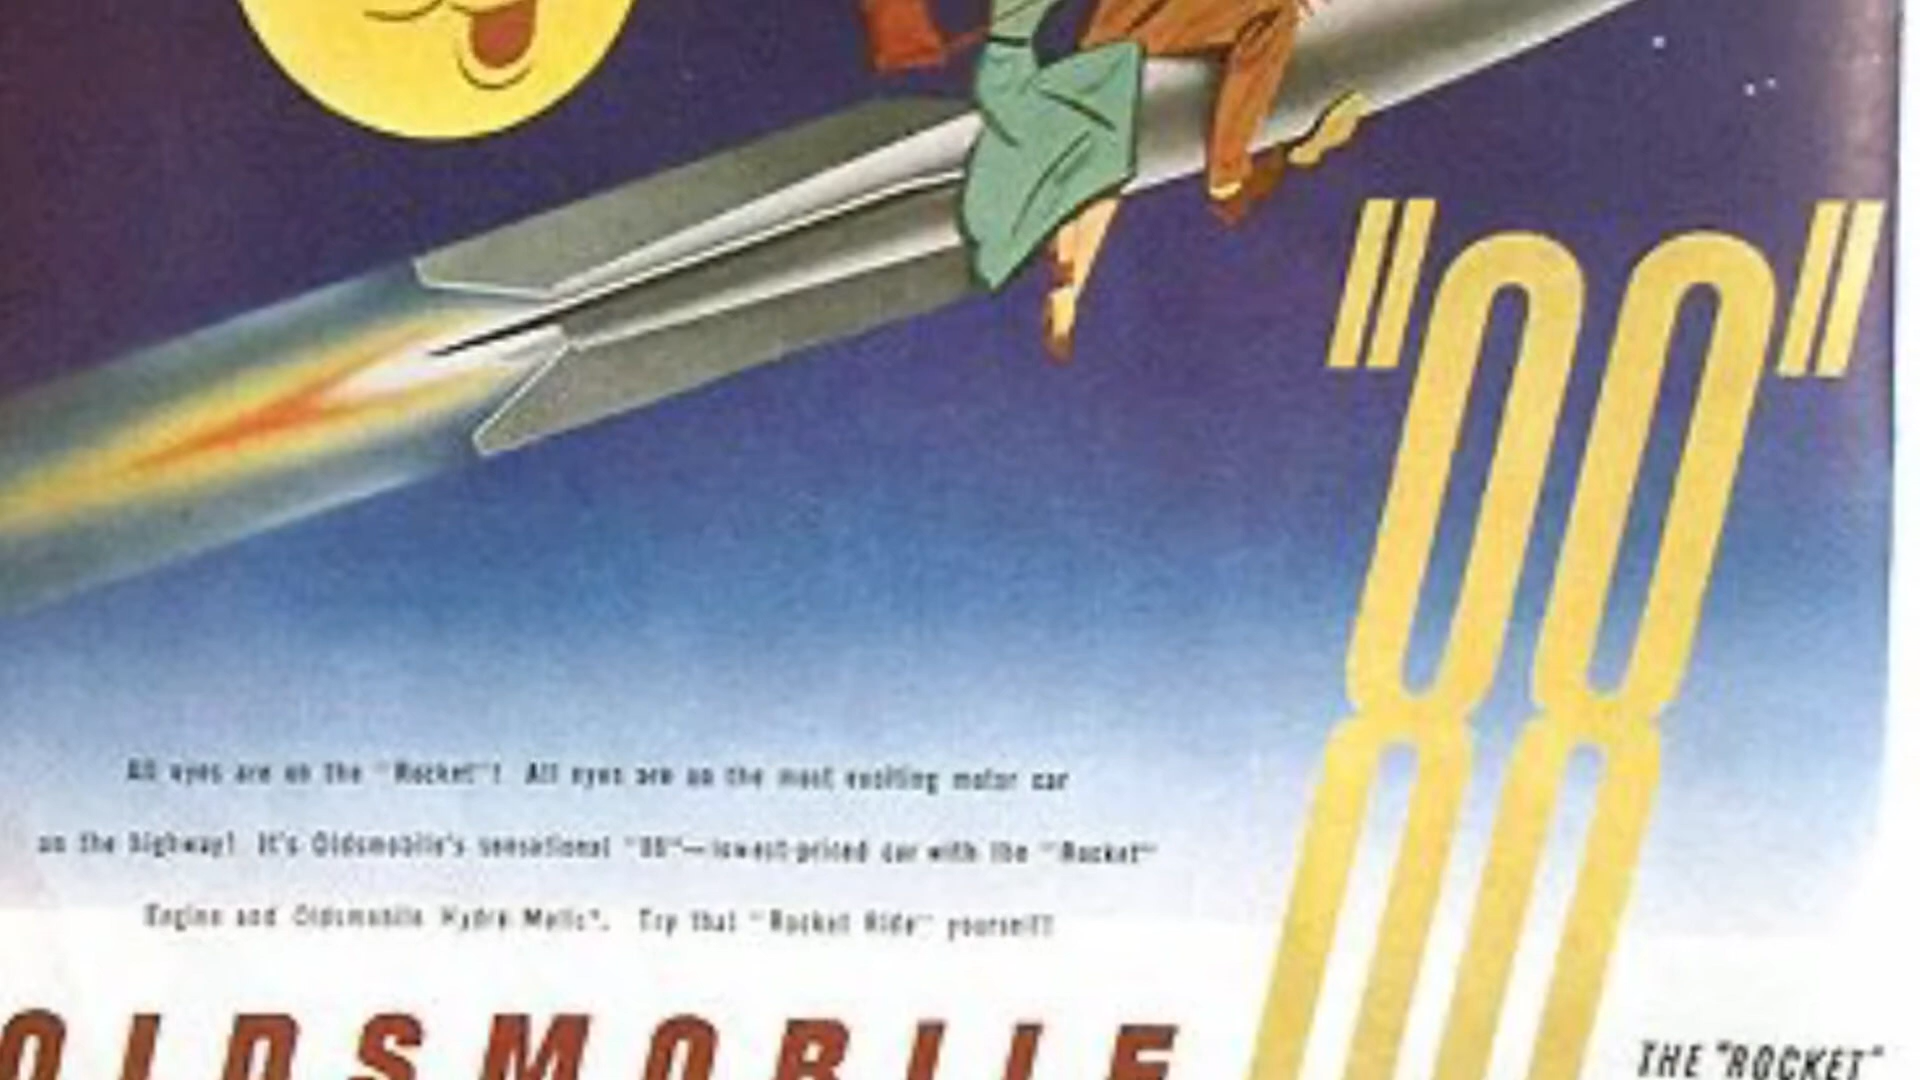 "88"
All eyes are on the "Rocket"! All eyes are on the most exciting motor car
on the highway! It's Oldsmobile's sensational "88"—lowest-priced car with the "Rocket"
Engine and Oldsmobile Hydra-Matic*. Try that "Rocket Ride" yourself!
OLDSMOBILE
THE "ROCKET"